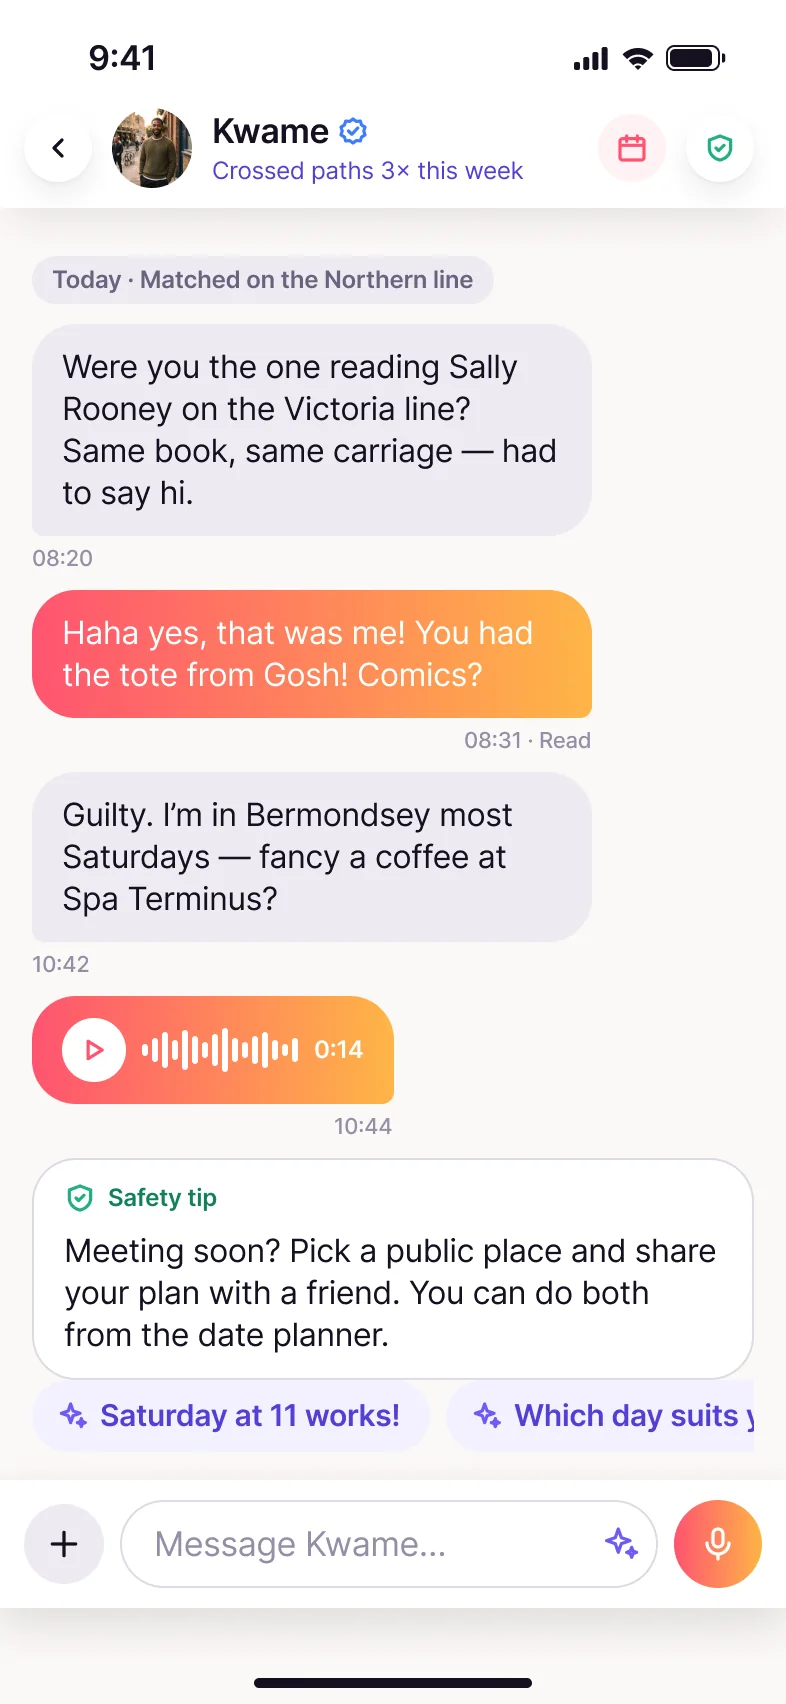 9:41
Kwame
Crossed paths 3× this week
Today · Matched on the Northern line
Were you the one reading Sally
Rooney on the Victoria line?
Same book, same carriage — had
to say hi.
08:20
Haha yes, that was me! You had
the tote from Gosh! Comics?
08:31 · Read
Guilty. I’m in Bermondsey most
Saturdays — fancy a coffee at
Spa Terminus?
10:42
0:14
10:44
Safety tip
Meeting soon? Pick a public place and share
your plan with a friend. You can do both
from the date planner.
Saturday at 11 works!
Which day suits
Message Kwame...